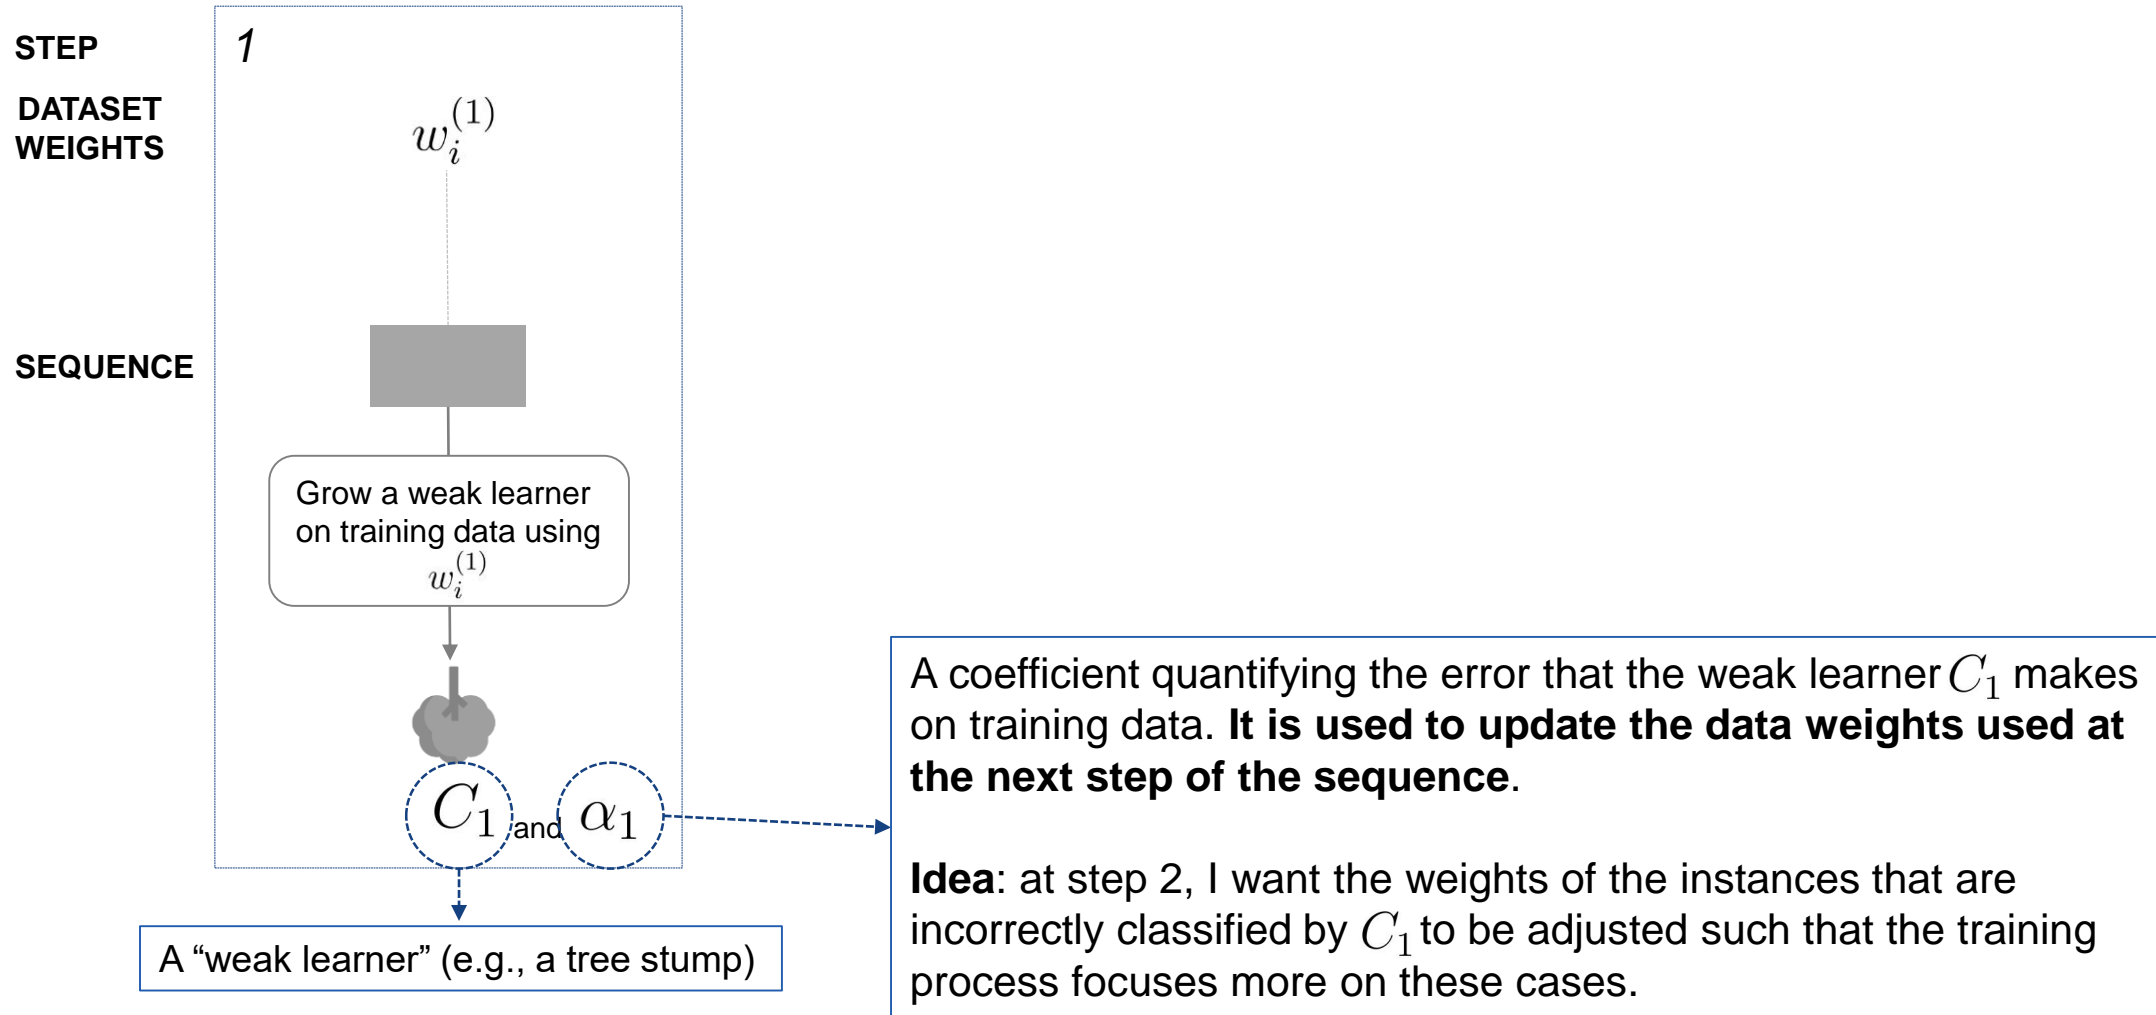 STEP
1
DATASET
WEIGHTS
$w_i^{(1)}$
SEQUENCE
Grow a weak learner
on training data using
$w_i^{(1)}$
$C_1$ and $\alpha_1$
A “weak learner” (e.g., a tree stump)
A coefficient quantifying the error that the weak learner $C_1$ makes
on training data. It is used to update the data weights used at
the next step of the sequence.
Idea: at step 2, I want the weights of the instances that are
incorrectly classified by $C_1$ to be adjusted such that the training
process focuses more on these cases.